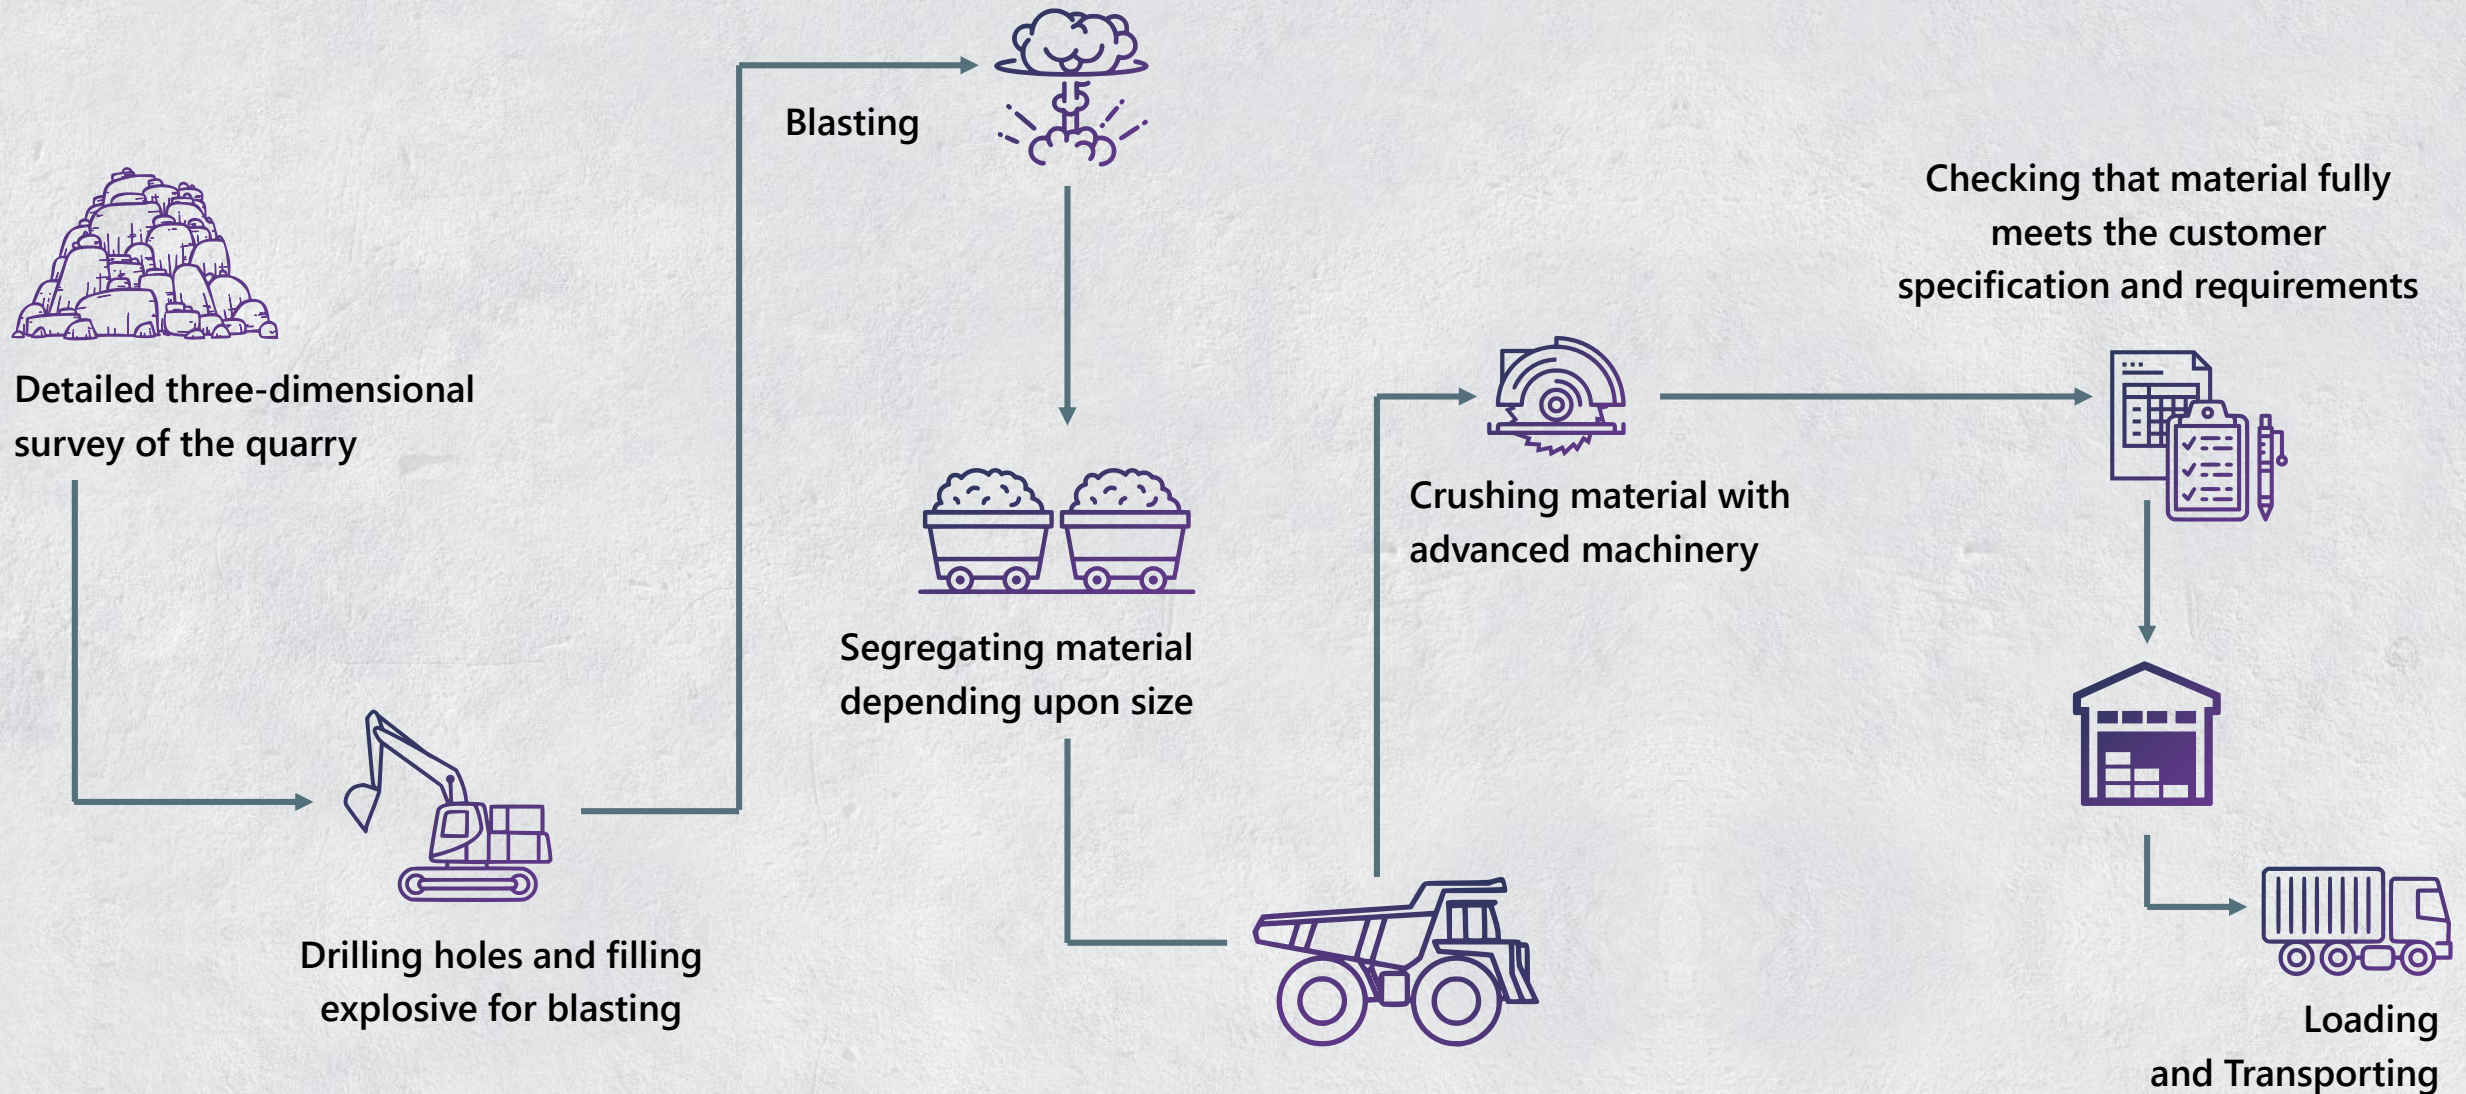 Detailed three-dimensional
survey of the quarry
Drilling holes and filling
explosive for blasting
Blasting
Segregating material
depending upon size
Crushing material with
advanced machinery
Checking that material fully
meets the customer
specification and requirements
Loading
and Transporting